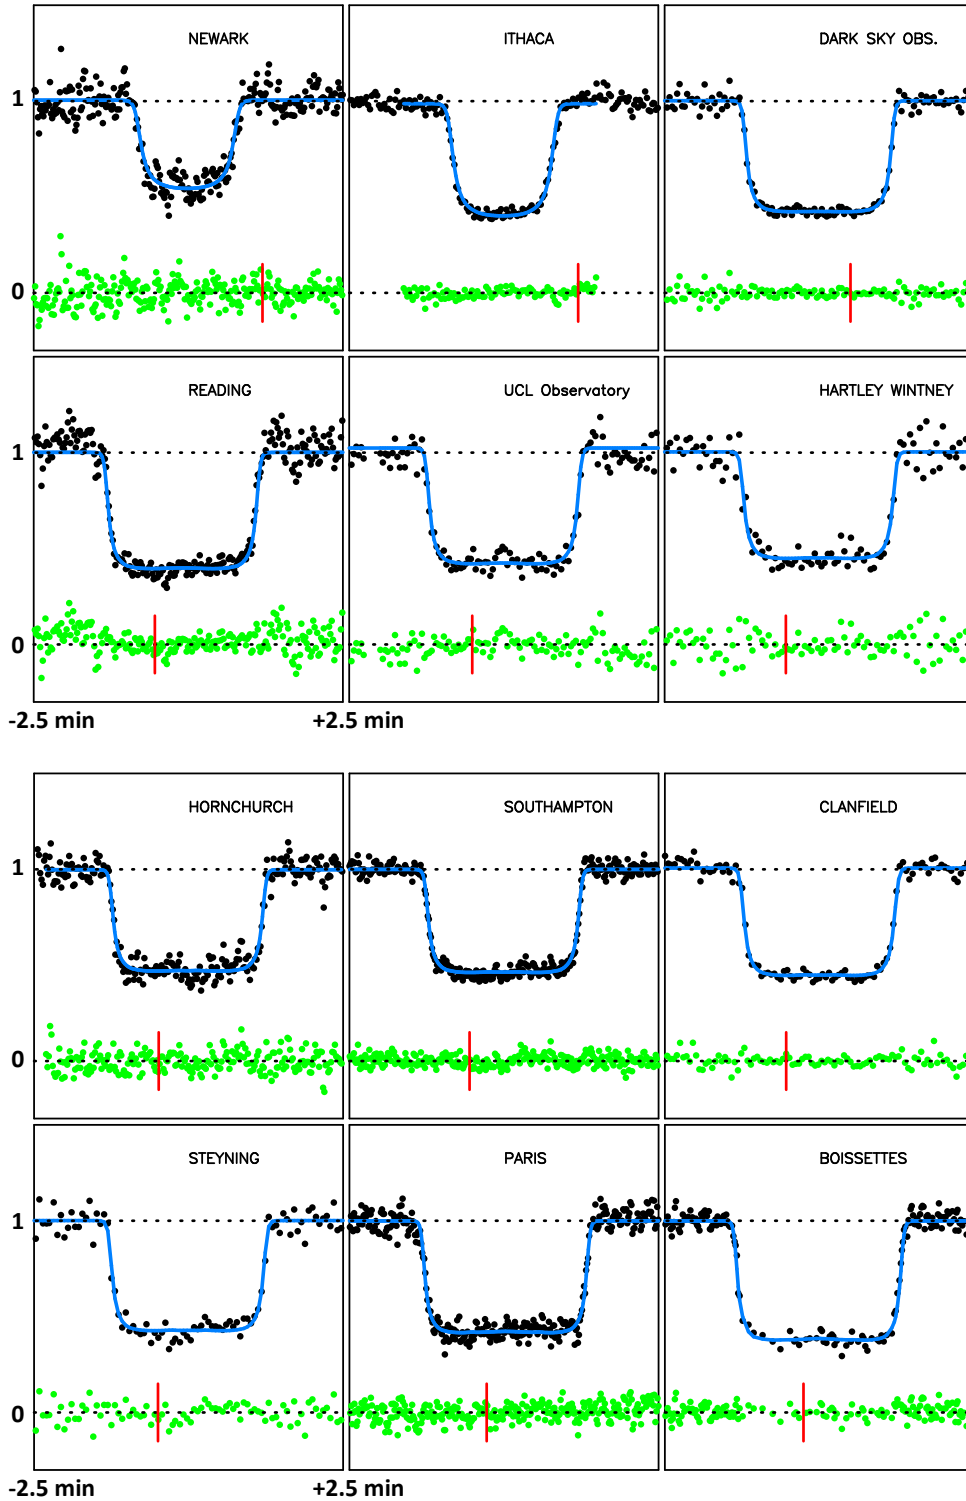 NEWARK ITHACA DARK SKY OBS.
1
0
READING UCL Observatory HARTLEY WINTNEY
1
0
-2.5 min +2.5 min
HORNCHURCH SOUTHAMPTON CLANFIELD
1
0
STEYNING PARIS BOISSETTES
1
0
-2.5 min +2.5 min